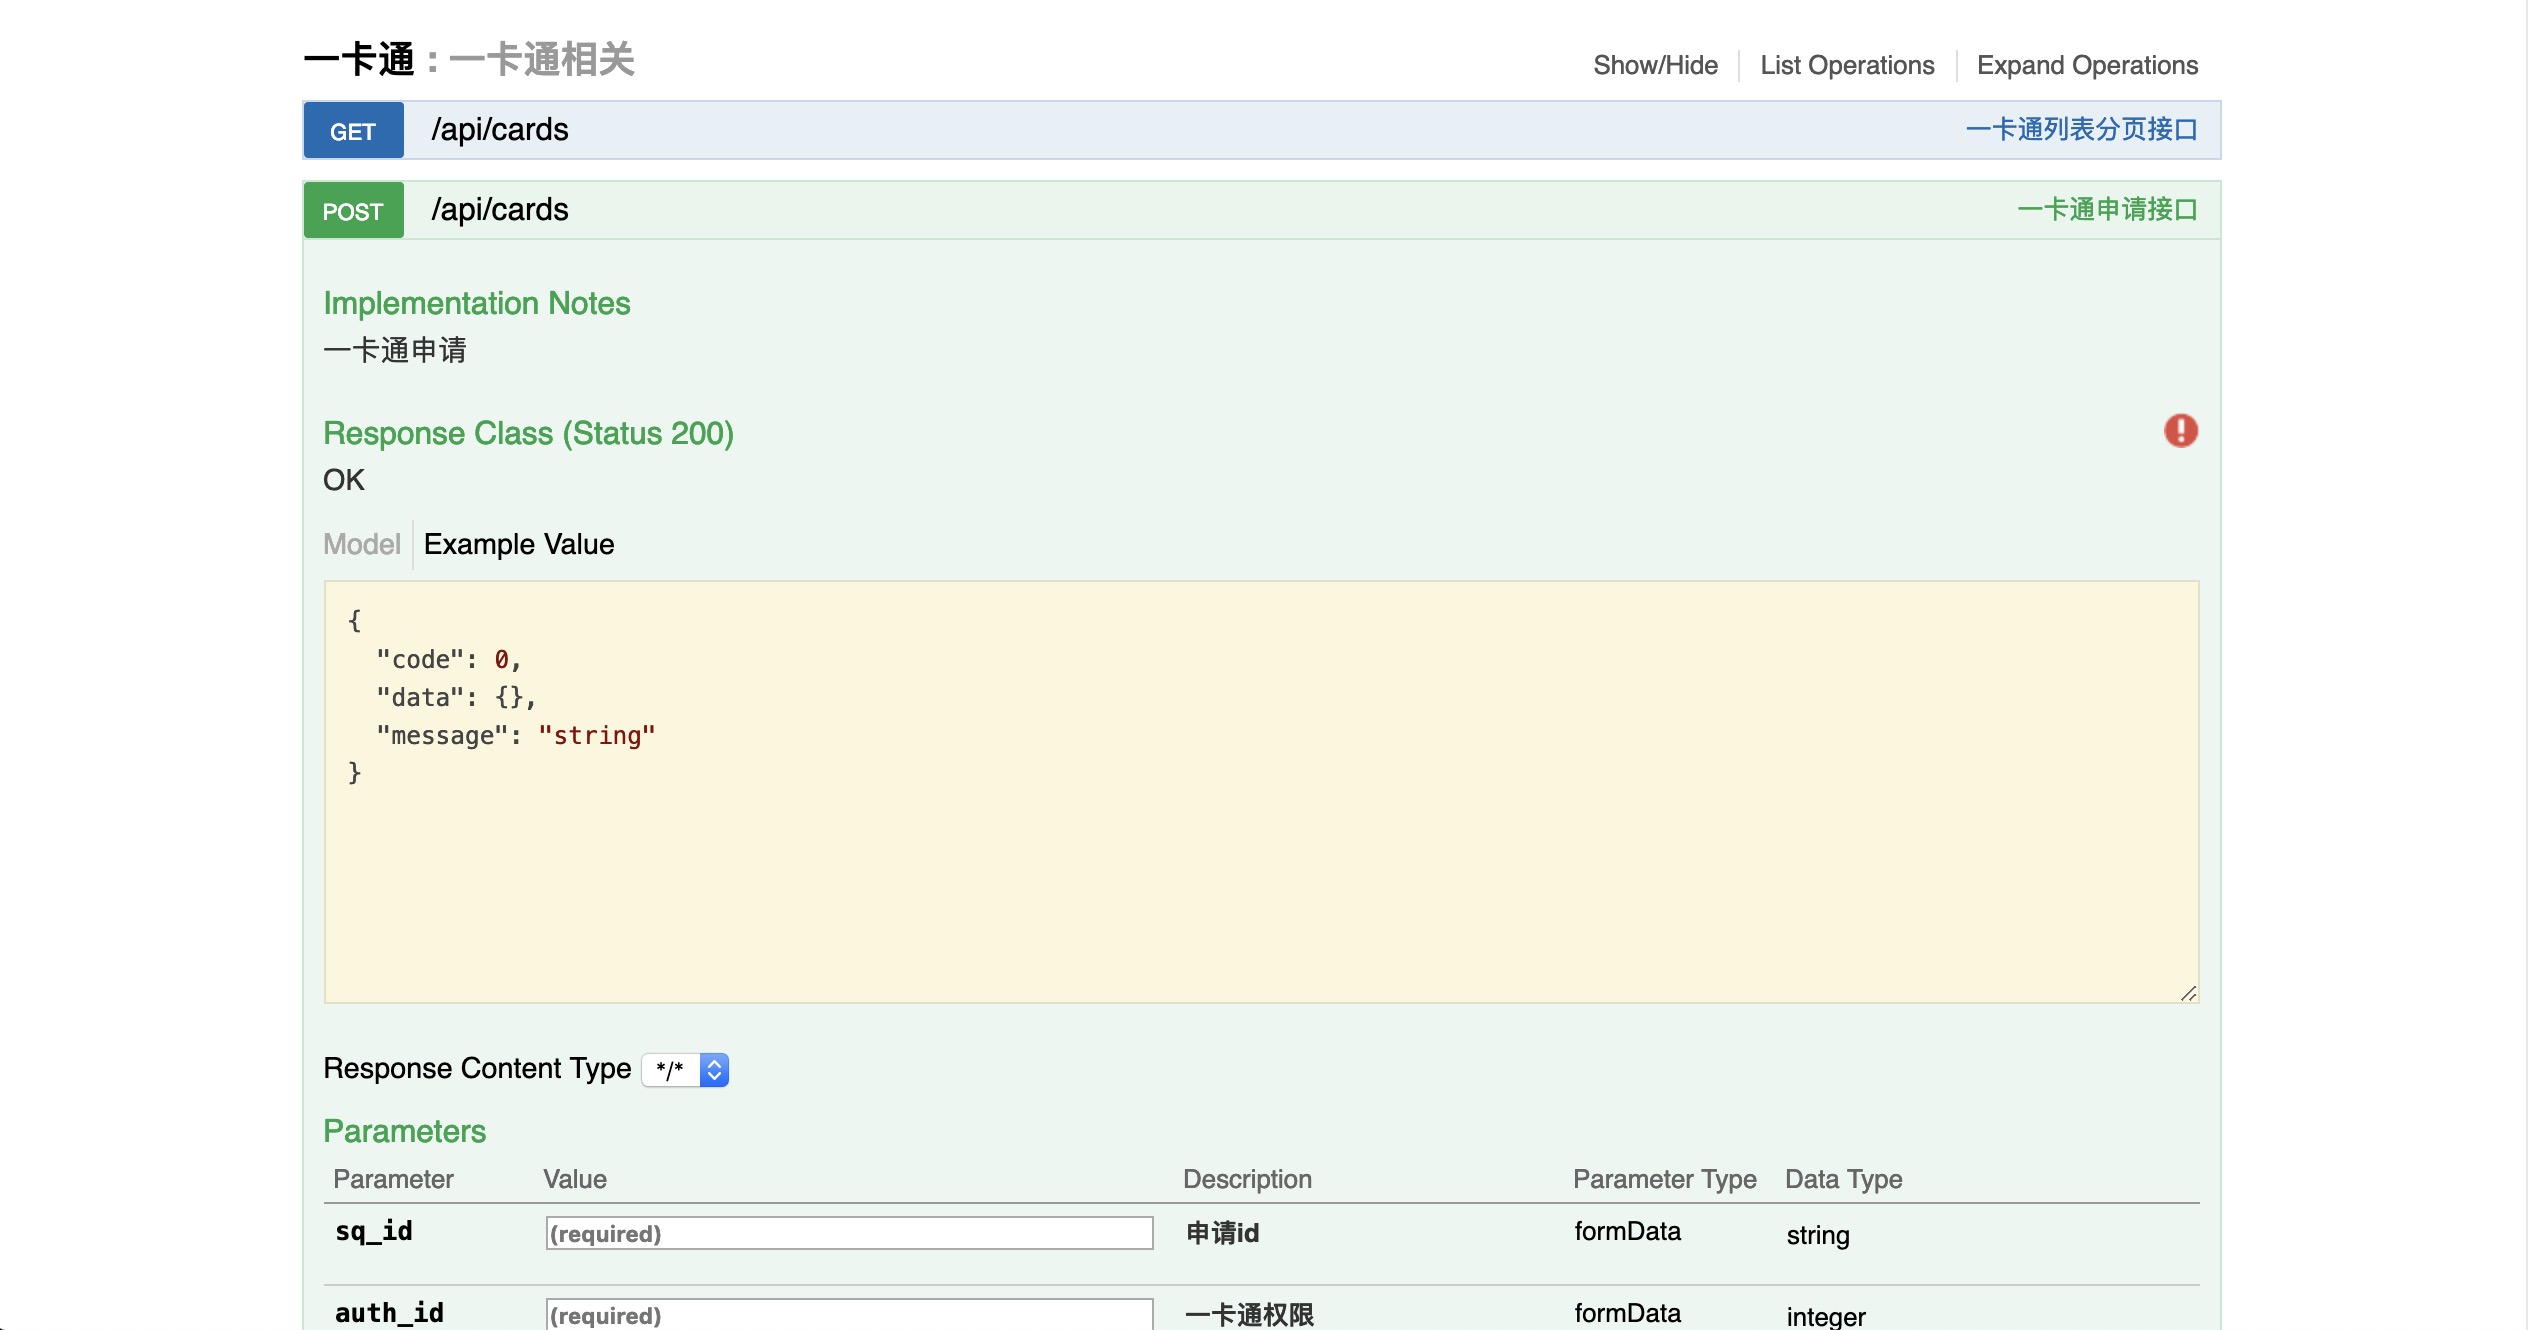 一卡通 : 一卡通相关
Show/Hide List Operations Expand Operations
GET /api/cards 一卡通列表分页接口
POST /api/cards 一卡通申请接口
Implementation Notes
一卡通申请
Response Class (Status 200)
OK
Model Example Value
{
"code": 0,
"data": {},
"message": "string"
}
Response Content Type */*
Parameters
Parameter Value Description Parameter Type Data Type
sq_id (required) 申请id formData string
auth_id (required) 一卡通权限 formData integer